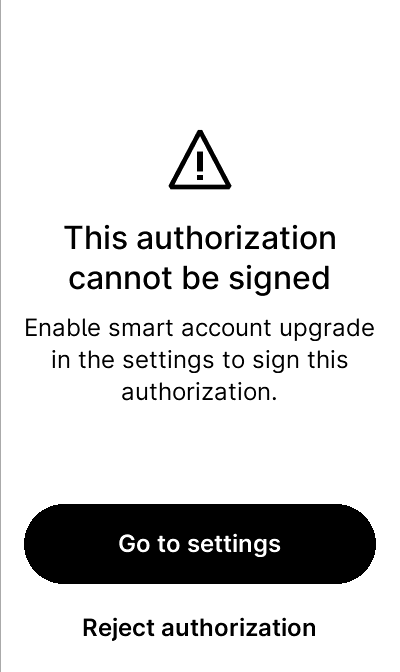 This authorization
cannot be signed
Enable smart account upgrade
in the settings to sign this
authorization.
Go to settings
Reject authorization